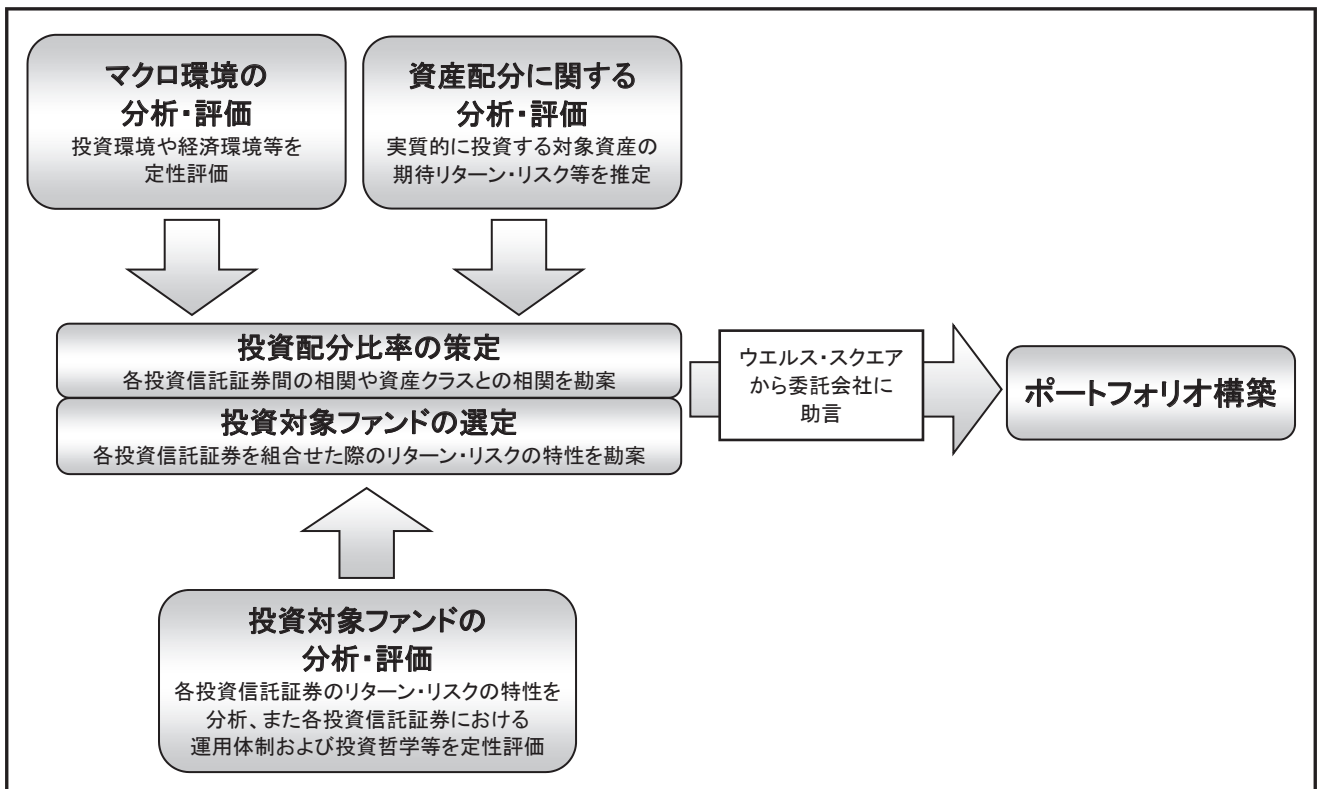 マクロ環境の
分析・評価
投資環境や経済環境等を
定性評価
資産配分に関する
分析・評価
実質的に投資する対象資産の
期待リターン・リスク等を推定
投資配分比率の策定
各投資信託証券間の相関や資産クラスとの相関を勘案
投資対象ファンドの選定
各投資信託証券を組合せた際のリターン・リスクの特性を勘案
ウエルス・スクエア
から委託会社に
助言
ポートフォリオ構築
投資対象ファンドの
分析・評価
各投資信託証券のリターン・リスクの特性を
分析、また各投資信託証券における
運用体制および投資哲学等を定性評価